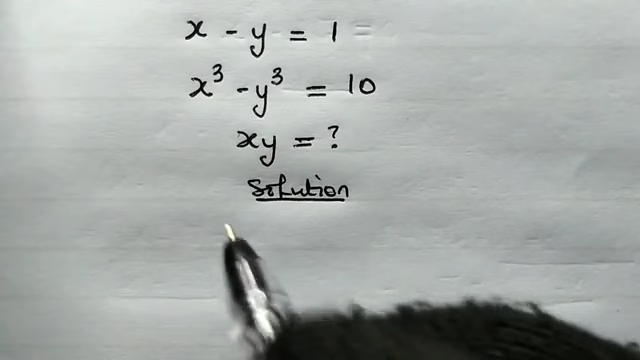 x - y = 1
x³ - y³ = 10
xy = ?
Solution